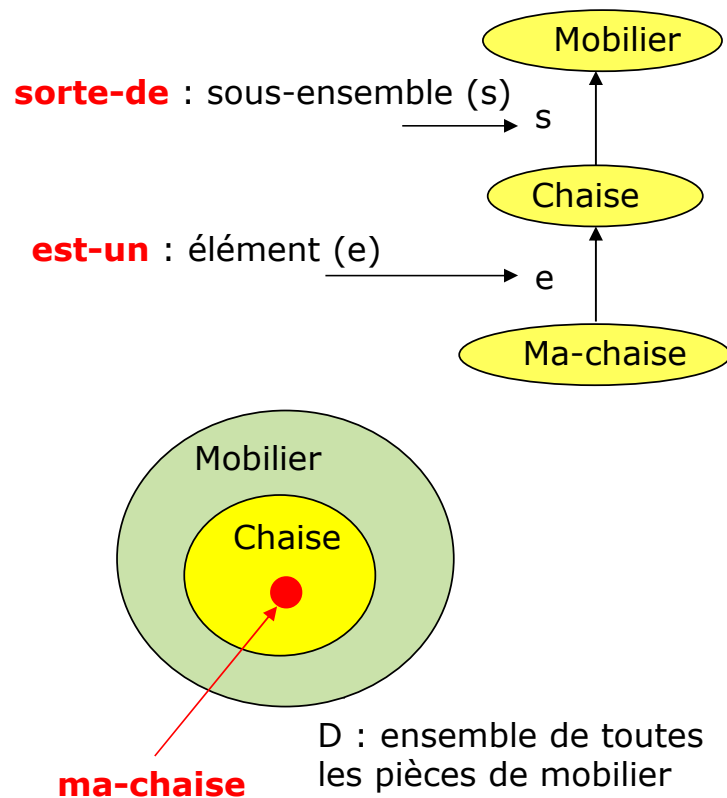 Mobilier
sorte-de : sous-ensemble (s)
s
Chaise
est-un : élément (e)
e
Ma-chaise
Mobilier
Chaise
D : ensemble de toutes
les pièces de mobilier
ma-chaise